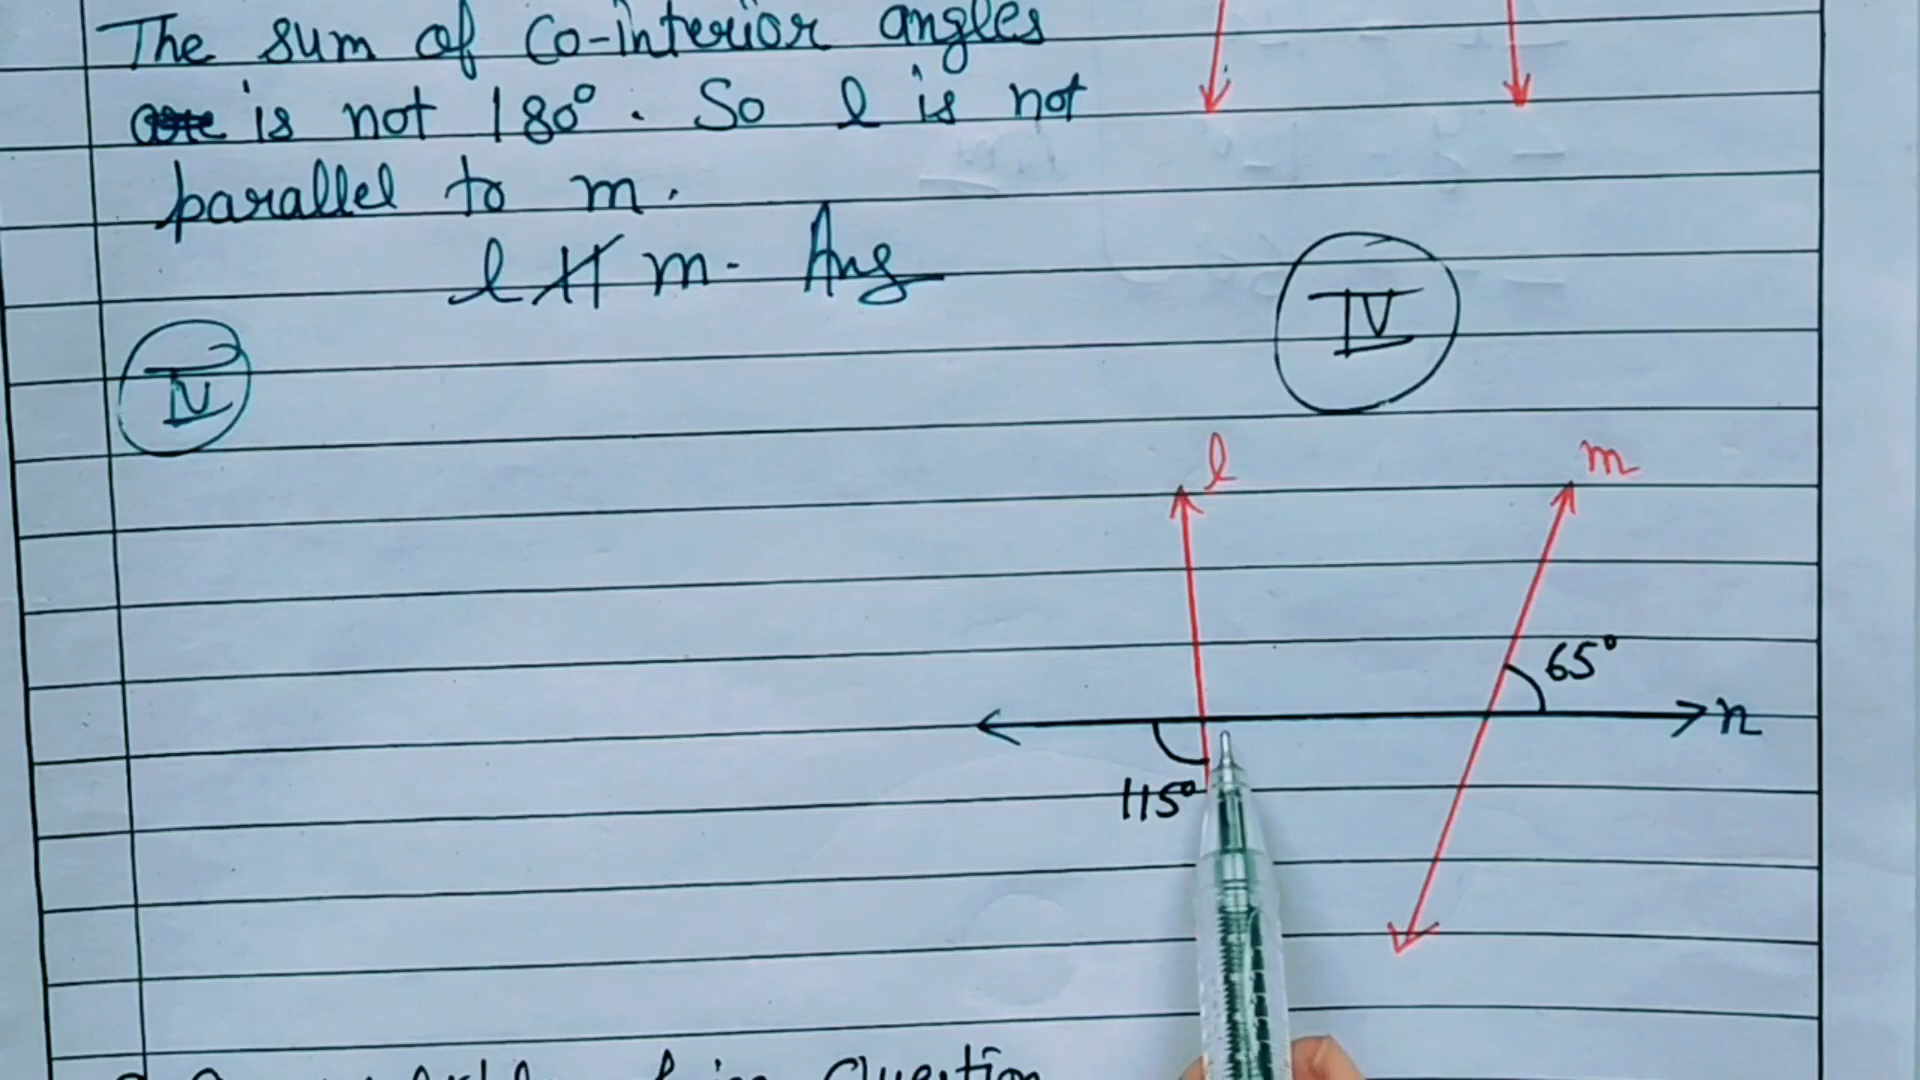 The sum of Co-interior angles
is not 180°. So l is not
parallel to m.
l ∦ m. Ans
IV
IV
l
m
65°
n
115°
Question